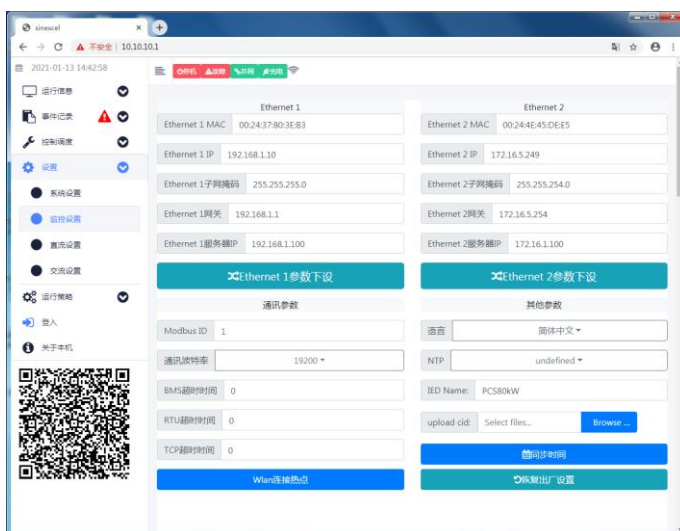 sinexcel
不安全 10.10.10.1
2021-01-13 14:42:58
停机 故障 并网 充电
运行信息
事件记录
控制调度
设置
系统设置
监控设置
直流设置
交流设置
运行策略
登入
关于本机
Ethernet 1
Ethernet 1 MAC 00:24:37:80:3E:B3
Ethernet 1 IP 192.168.1.10
Ethernet 1子网掩码 255.255.255.0
Ethernet 1网关 192.168.1.1
Ethernet 1服务器IP 192.168.1.100
Ethernet 1参数下设
Ethernet 2
Ethernet 2 MAC 00:24:4E:45:DE:E5
Ethernet 2 IP 172.16.5.249
Ethernet 2子网掩码 255.255.254.0
Ethernet 2网关 172.16.5.254
Ethernet 2服务器IP 172.16.1.100
Ethernet 2参数下设
通讯参数
Modbus ID 1
通讯波特率 19200
BMS超时时间 0
RTU超时时间 0
TCP超时时间 0
Wlan连接热点
其他参数
语言 简体中文
NTP undefined
IED Name: PCS80kW
upload cid: Select files... Browse ...
同步时间
恢复出厂设置